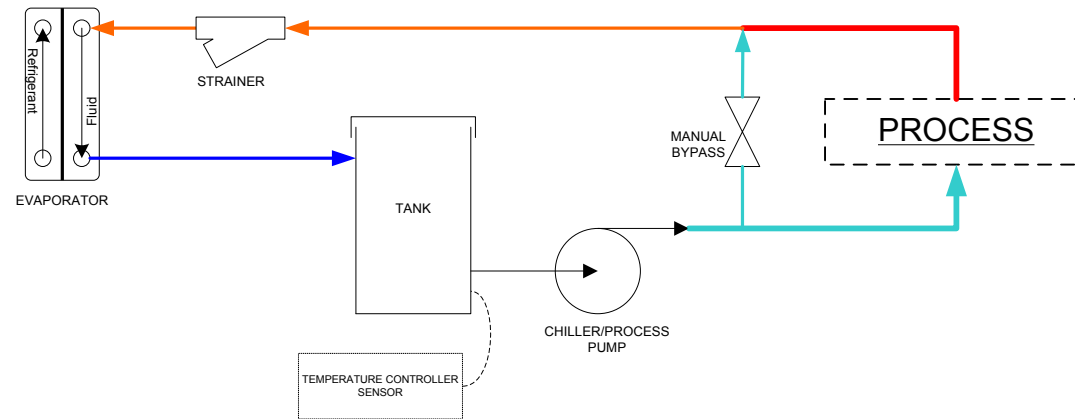 Refrigerant
Fluid
EVAPORATOR
STRAINER
TANK
TEMPERATURE CONTROLLER
SENSOR
CHILLER/PROCESS
PUMP
MANUAL
BYPASS
PROCESS